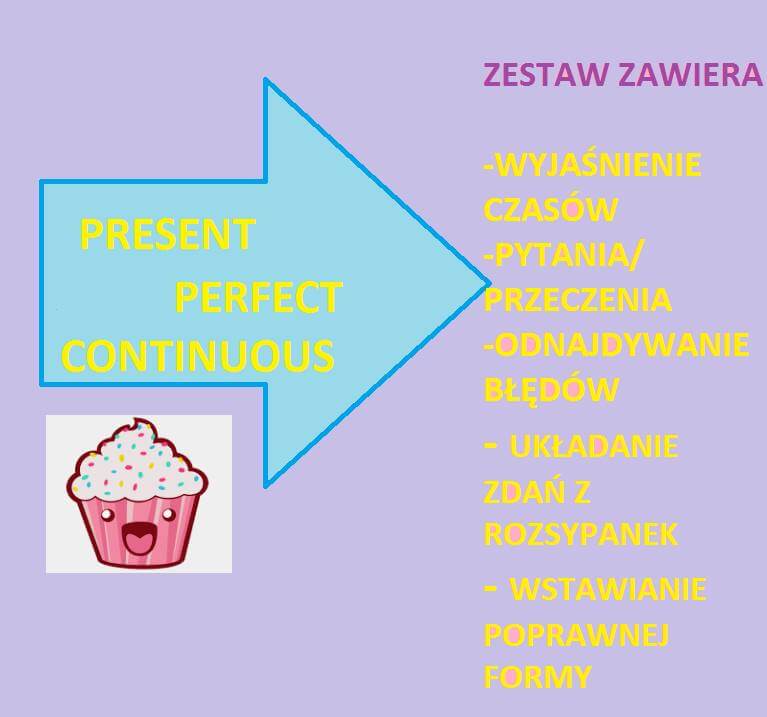 PRESENT
PERFECT
CONTINUOUS
ZESTAW ZAWIERA
-WYJAŚNIENIE
CZASÓW
-PYTANIA/
PRZECZENIA
-ODNAJDYWANIE
BŁĘDÓW
- UKŁADANIE
ZDAŃ Z
ROZSYPANEK
- WSTAWIANIE
POPRAWNEJ
FORMY